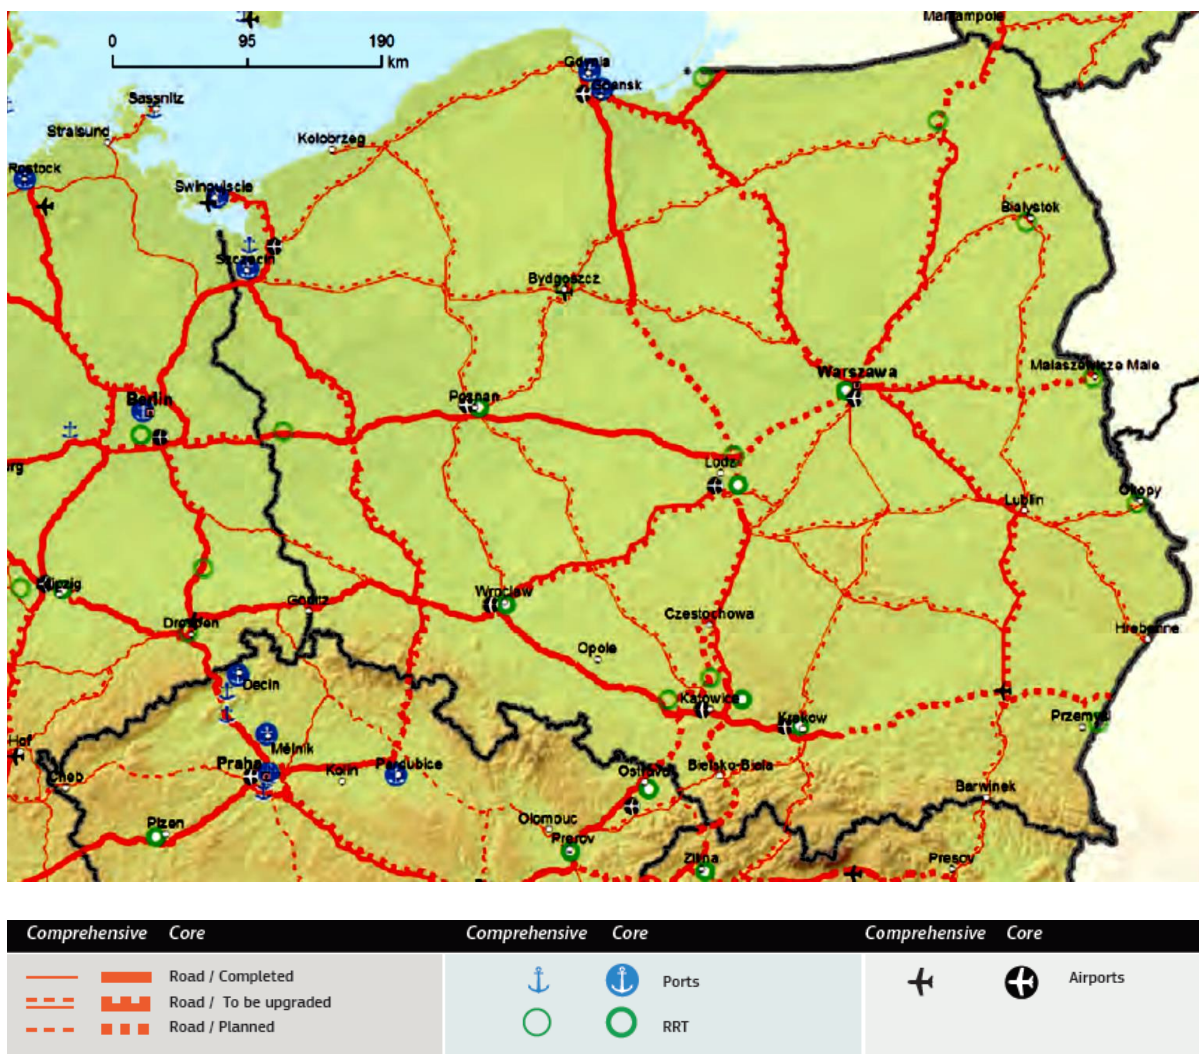 Mariampole
0 95 190
km
Gdynia
Gdansk
Sassnitz
Stralsund
Kolobrzeg
Rostock
Swinoujscie
Bialystok
Szczecin
Bydgoszcz
Malaszewicze Male
Warszawa
Berlin
Poznan
Lodz
rg
Lublin
Okopy
Leipzig
Wroclaw
Gorlitz
Czestochowa
Dresden
Hrebenne
Opole
Decin
Katowice
Krakow
Przemysl
Hof
Melnik
Praha
Kolin
Pardubice
Ostrava
Bielsko-Biala
Cheb
Barwinek
Olomouc
Plzen
Prerov
Zilina
Presov
Comprehensive Core Comprehensive Core Comprehensive Core
Road / Completed
Ports
Airports
Road / To be upgraded
Road / Planned
RRT